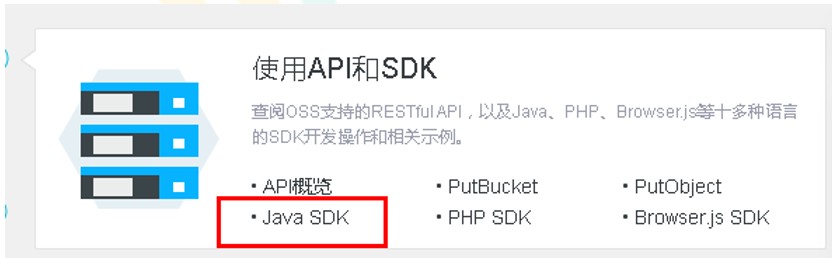 使用API和SDK
查阅OSS支持的RESTful API，以及Java、PHP、Browser.js等十多种语言
的SDK开发操作和相关示例。
• API概览 • PutBucket • PutObject
• Java SDK • PHP SDK • Browser.js SDK